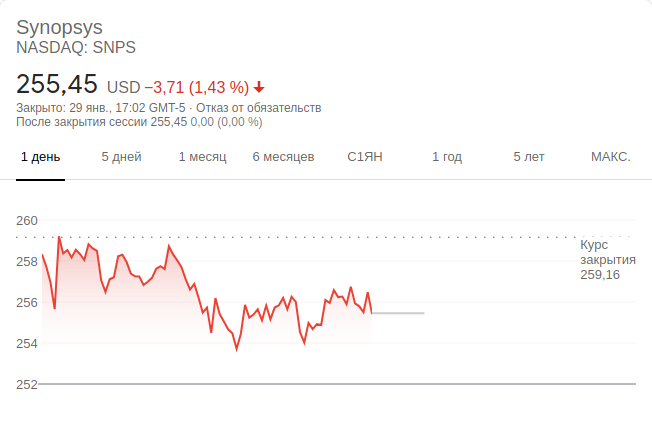 Synopsys
NASDAQ: SNPS
255,45 USD −3,71 (1,43 %)
Закрыто: 29 янв., 17:02 GMT-5 · Отказ от обязательств
После закрытия сессии 255,45 0,00 (0,00 %)
1 день 5 дней 1 месяц 6 месяцев С1ЯН 1 год 5 лет МАКС.
260
Курс
закрытия
259,16
258
256
254
252